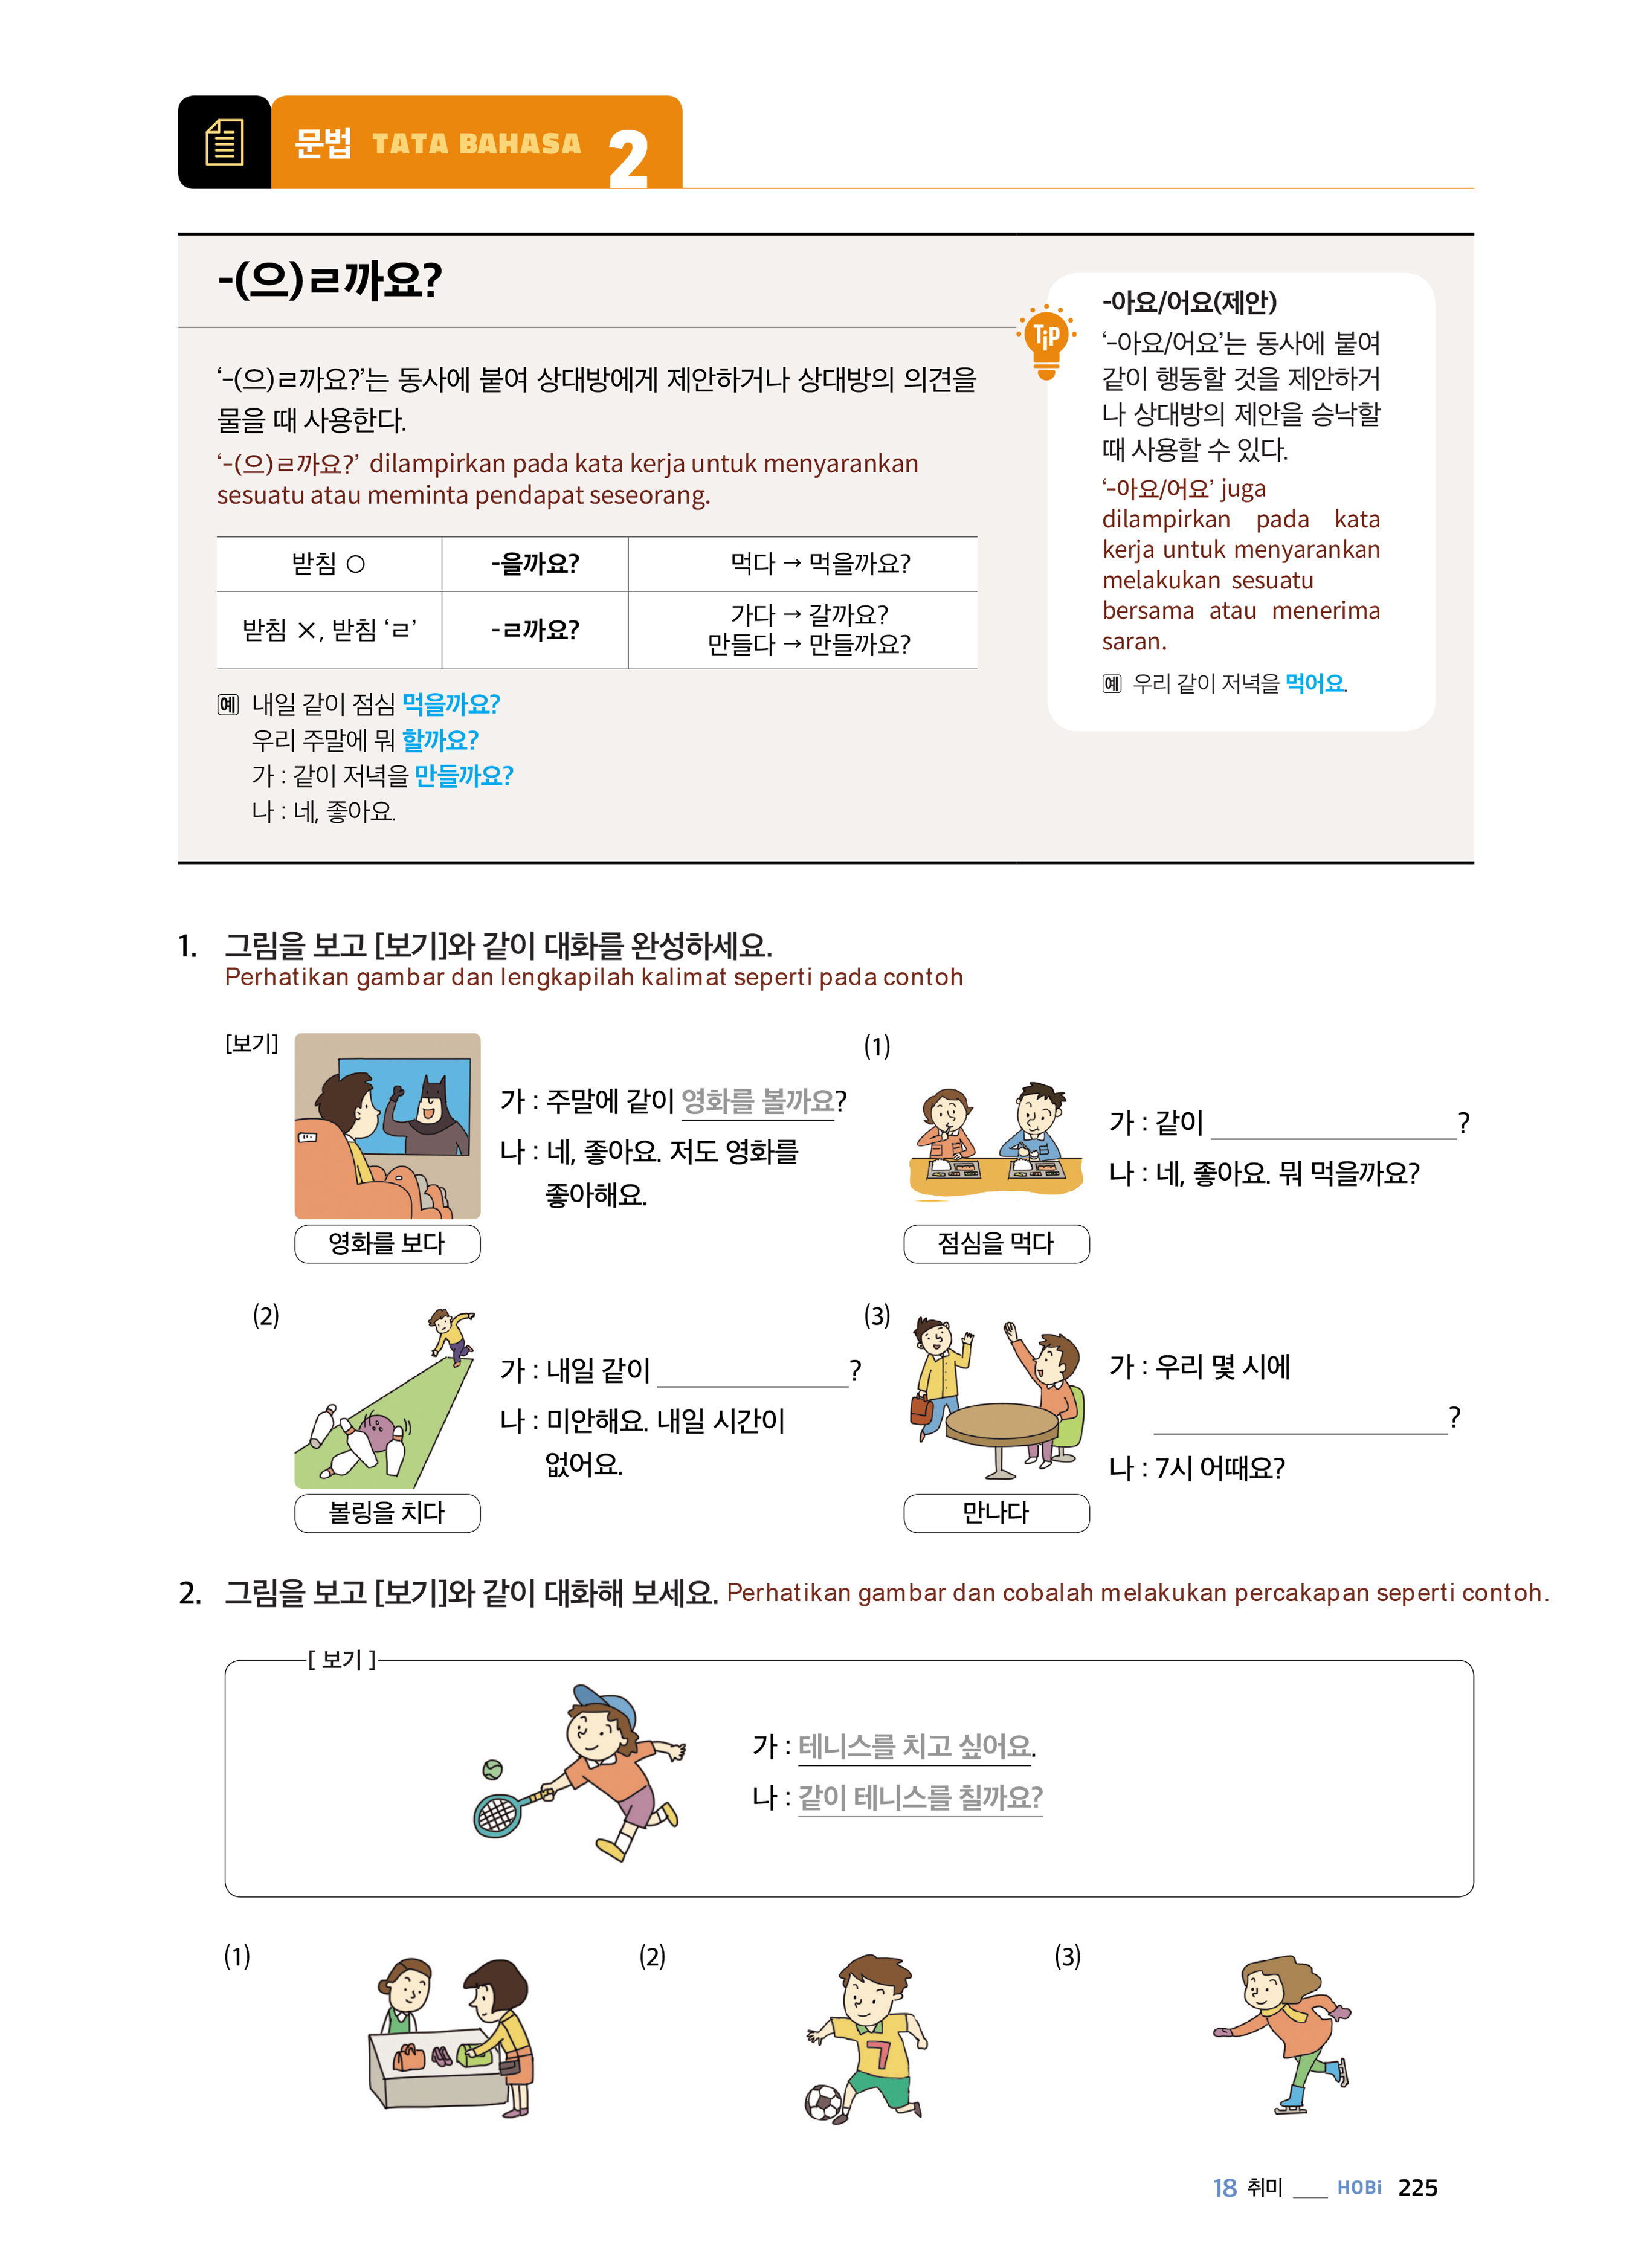 문법 TATA BAHASA 2
-(으)ㄹ까요?
‘-(으)ㄹ까요?’는 동사에 붙여 상대방에게 제안하거나 상대방의 의견을
물을 때 사용한다.
‘-(으)ㄹ까요?’ dilampirkan pada kata kerja untuk menyarankan
sesuatu atau meminta pendapat seseorang.
받침 ○ -을까요? 먹다 → 먹을까요?
받침 ×, 받침 ‘ㄹ’ -ㄹ까요? 가다 → 갈까요?
만들다 → 만들까요?
예 내일 같이 점심 먹을까요?
우리 주말에 뭐 할까요?
가 : 같이 저녁을 만들까요?
나 : 네, 좋아요.
TiP
-아요/어요(제안)
‘-아요/어요’는 동사에 붙여
같이 행동할 것을 제안하거
나 상대방의 제안을 승낙할
때 사용할 수 있다.
‘-아요/어요’ juga
dilampirkan pada kata
kerja untuk menyarankan
melakukan sesuatu
bersama atau menerima
saran.
예 우리 같이 저녁을 먹어요.
1. 그림을 보고 [보기]와 같이 대화를 완성하세요.
Perhatikan gambar dan lengkapilah kalimat seperti pada contoh
[보기]
가 : 주말에 같이 영화를 볼까요?
나 : 네, 좋아요. 저도 영화를
좋아해요.
영화를 보다
(1)
가 : 같이 ____________?
나 : 네, 좋아요. 뭐 먹을까요?
점심을 먹다
(2)
가 : 내일 같이 ____________?
나 : 미안해요. 내일 시간이
없어요.
볼링을 치다
(3)
가 : 우리 몇 시에
____________?
나 : 7시 어때요?
만나다
2. 그림을 보고 [보기]와 같이 대화해 보세요. Perhatikan gambar dan cobalah melakukan percakapan seperti contoh.
[ 보기 ]
가 : 테니스를 치고 싶어요.
나 : 같이 테니스를 칠까요?
(1) (2) (3)
7
18 취미 ___ HOBi 225